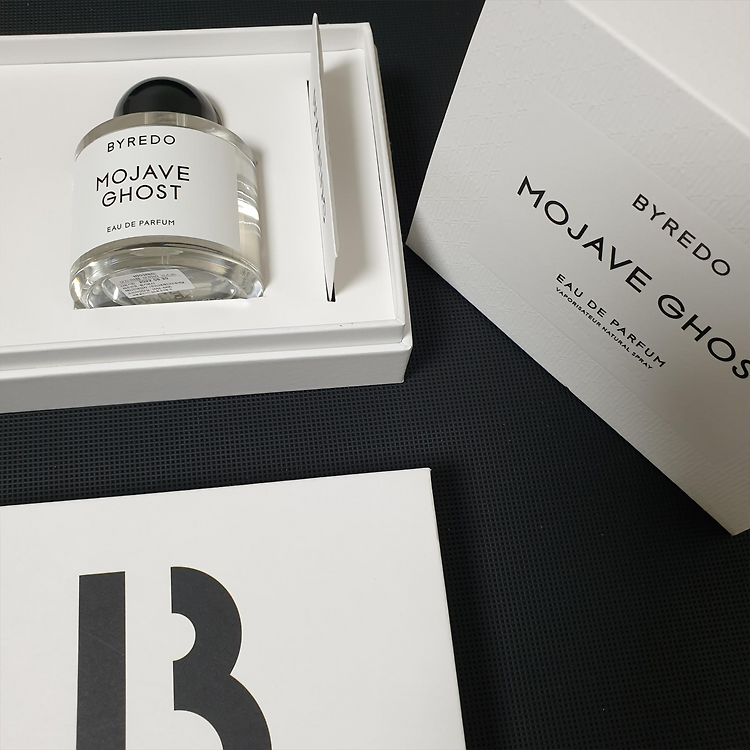 BYREDO
MOJAVE
GHOST
EAU DE PARFUM
BYREDO
MOJAVE GHOS
EAU DE PARFUM
VAPORISATEUR NATURAL SPRAY
B